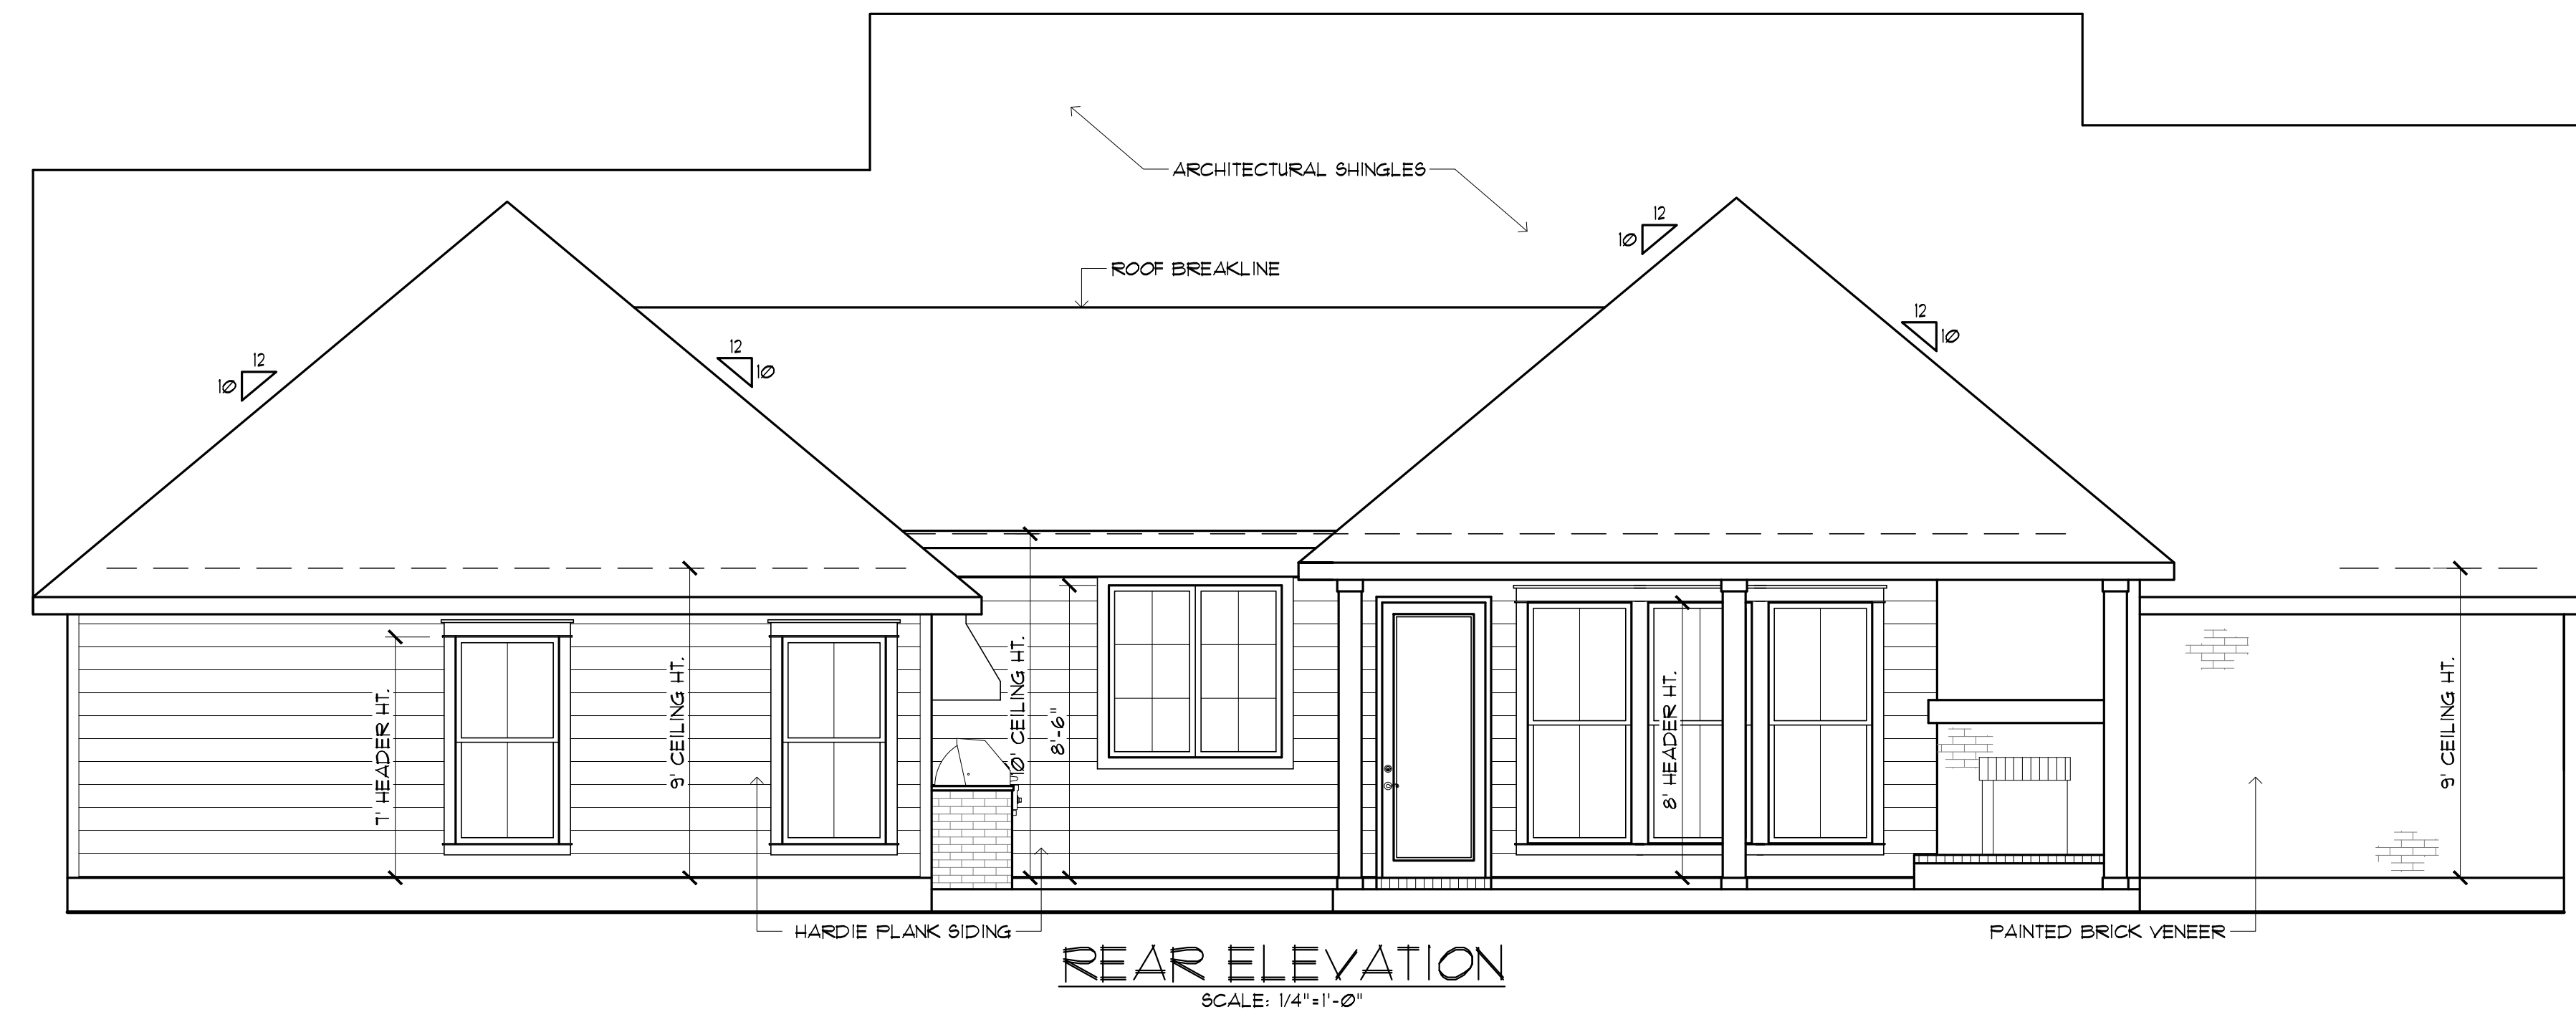 ARCHITECTURAL SHINGLES
12
10
ROOF BREAKLINE
12
10
12
10
12
10
7' HEADER HT.
9' CEILING HT.
10' CEILING HT.
8'-6"
8' HEADER HT.
9' CEILING HT.
HARDIE PLANK SIDING
PAINTED BRICK VENEER
REAR ELEVATION
SCALE: 1/4"=1'-0"